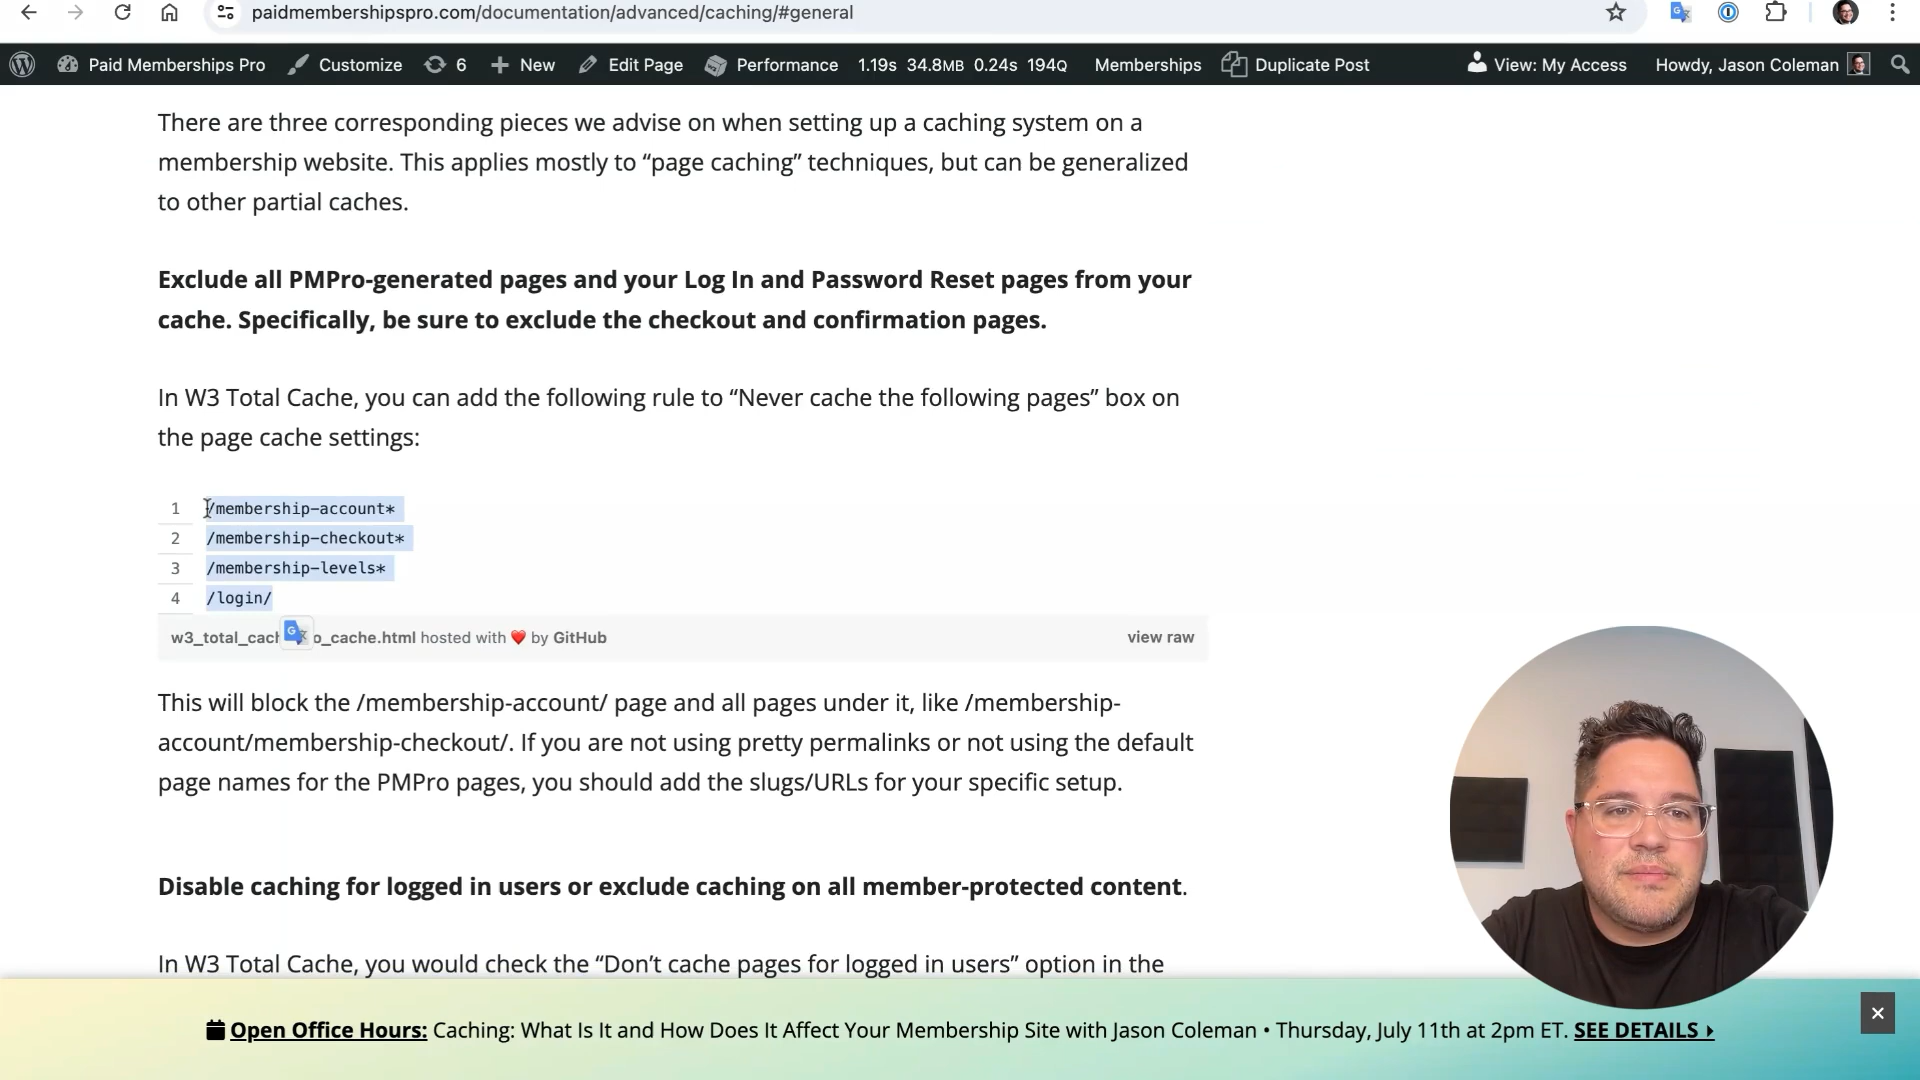 paidmembershipspro.com/documentation/advanced/caching/#general
Paid Memberships Pro Customize 6 New Edit Page Performance 1.19s 34.8MB 0.24s 194Q Memberships Duplicate Post View: My Access Howdy, Jason Coleman
There are three corresponding pieces we advise on when setting up a caching system on a
membership website. This applies mostly to “page caching” techniques, but can be generalized
to other partial caches.
Exclude all PMPro-generated pages and your Log In and Password Reset pages from your
cache. Specifically, be sure to exclude the checkout and confirmation pages.
In W3 Total Cache, you can add the following rule to “Never cache the following pages” box on
the page cache settings:
1 /membership-account*
2 /membership-checkout*
3 /membership-levels*
4 /login/
w3_total_cach o_cache.html hosted with ❤ by GitHub view raw
This will block the /membership-account/ page and all pages under it, like /membership-
account/membership-checkout/. If you are not using pretty permalinks or not using the default
page names for the PMPro pages, you should add the slugs/URLs for your specific setup.
Disable caching for logged in users or exclude caching on all member-protected content.
In W3 Total Cache, you would check the “Don’t cache pages for logged in users” option in the
Open Office Hours: Caching: What Is It and How Does It Affect Your Membership Site with Jason Coleman • Thursday, July 11th at 2pm ET. SEE DETAILS